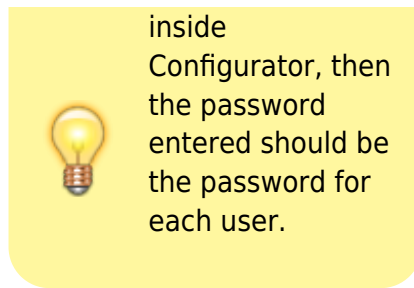 inside
Configurator, then
the password
entered should be
the password for
each user.